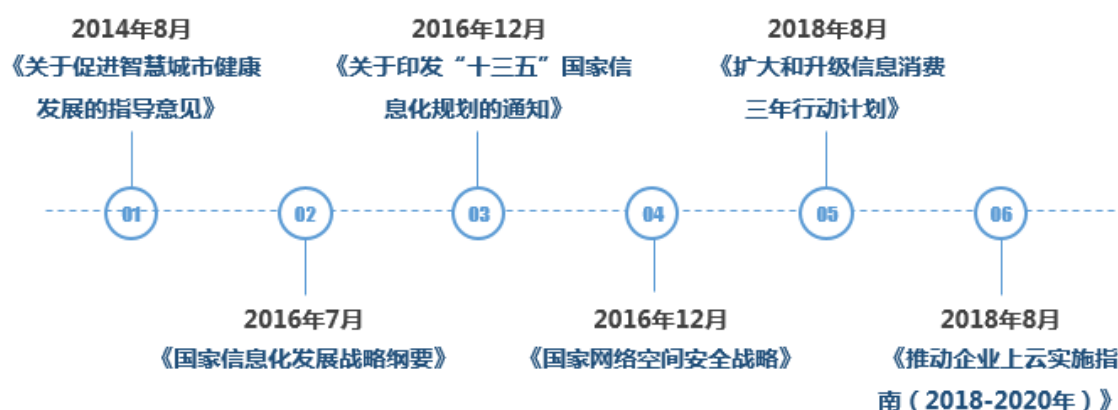 2014年8月
《关于促进智慧城市健康
发展的指导意见》
2016年12月
《关于印发“十三五”国家信
息化规划的通知》
2018年8月
《扩大和升级信息消费
三年行动计划》
01
02
03
04
05
06
2016年7月
《国家信息化发展战略纲要》
2016年12月
《国家网络空间安全战略》
2018年8月
《推动企业上云实施指
南（2018-2020年）》